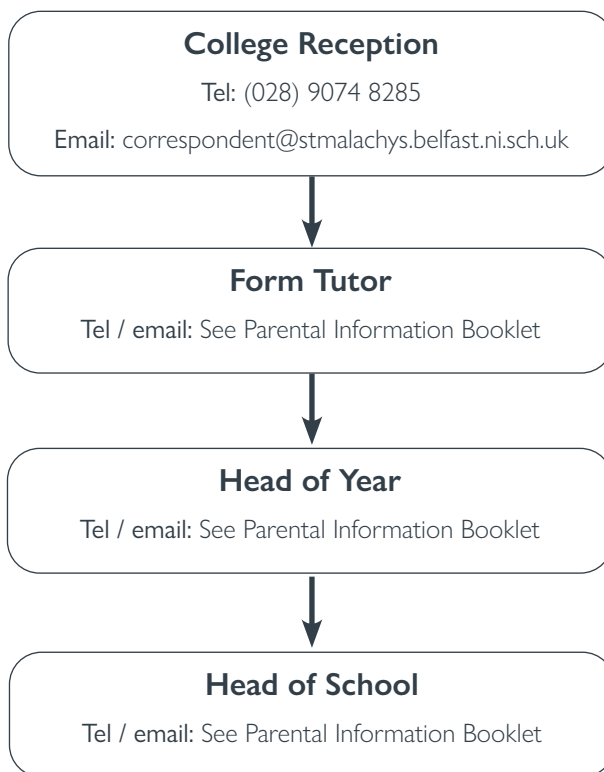 College Reception
Tel: (028) 9074 8285
Email: correspondent@stmalachys.belfast.ni.sch.uk
Form Tutor
Tel / email: See Parental Information Booklet
Head of Year
Tel / email: See Parental Information Booklet
Head of School
Tel / email: See Parental Information Booklet